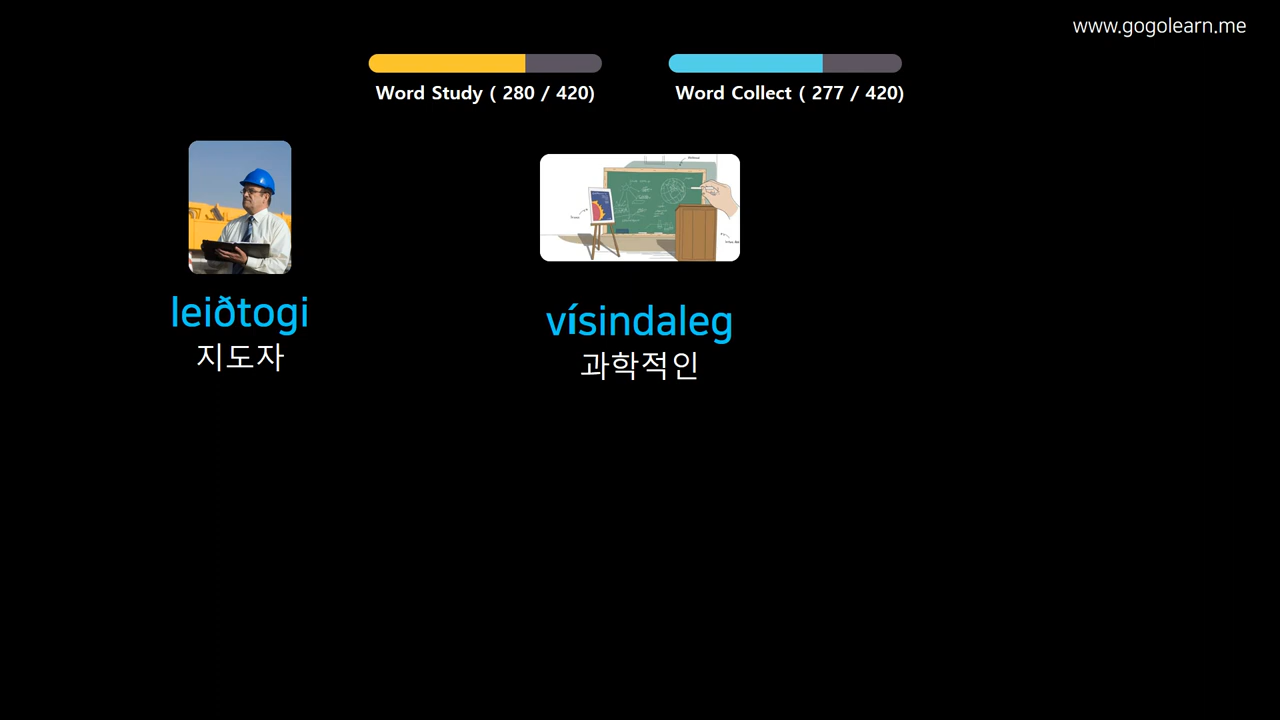 www.gogolearn.me
Word Study ( 280 / 420)
Word Collect ( 277 / 420)
leiðtogi
지도자
vísindaleg
과학적인